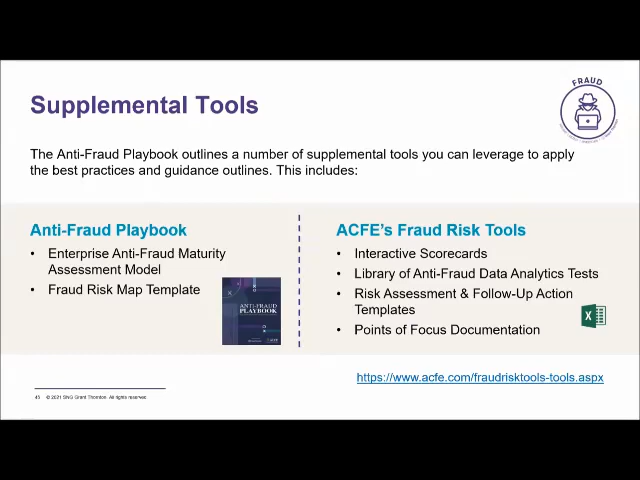 Supplemental Tools
FRAUD
The Anti-Fraud Playbook outlines a number of supplemental tools you can leverage to apply
the best practices and guidance outlines. This includes:
Anti-Fraud Playbook
• Enterprise Anti-Fraud Maturity
Assessment Model
• Fraud Risk Map Template
ANTI-FRAUD
PLAYBOOK
ACFE's Fraud Risk Tools
• Interactive Scorecards
• Library of Anti-Fraud Data Analytics Tests
• Risk Assessment & Follow-Up Action
Templates
• Points of Focus Documentation
X
https://www.acfe.com/fraudrisktools-tools.aspx
© 2021 SNG Grant Thornton. All rights reserved